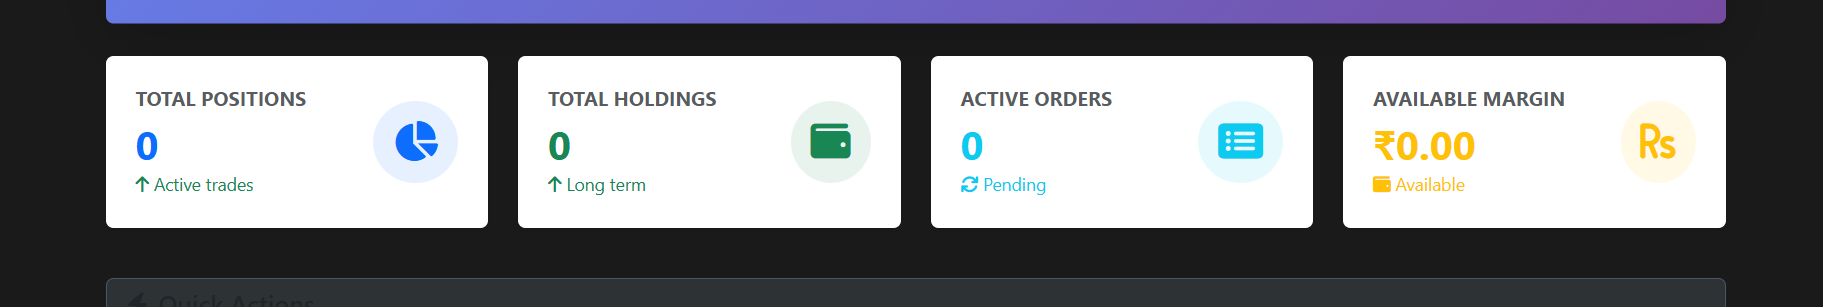 TOTAL POSITIONS
0
Active trades
TOTAL HOLDINGS
0
Long term
ACTIVE ORDERS
0
Pending
AVAILABLE MARGIN
₹0.00
Available
Rs
Quick Actions